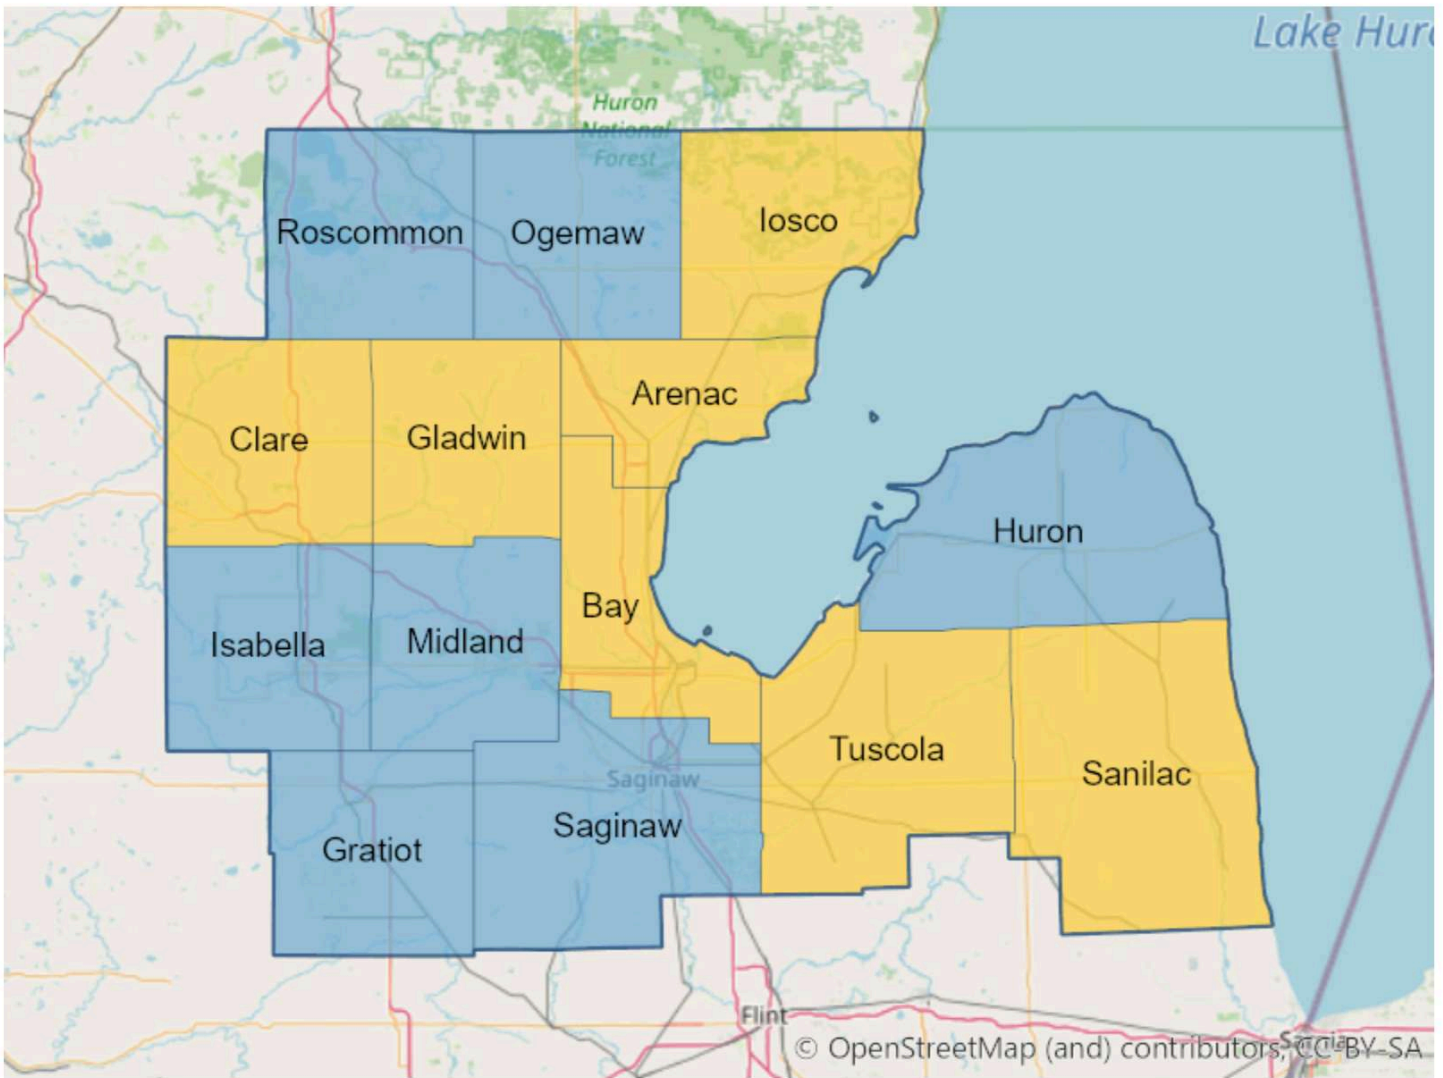 Lake Hur
Huron
National
Forest
Roscommon
Ogemaw
Iosco
Arenac
Clare
Gladwin
Huron
Bay
Isabella
Midland
Tuscola
Sanilac
Saginaw
Saginaw
Gratiot
Flint
© OpenStreetMap (and) contributors, CC-BY-SA